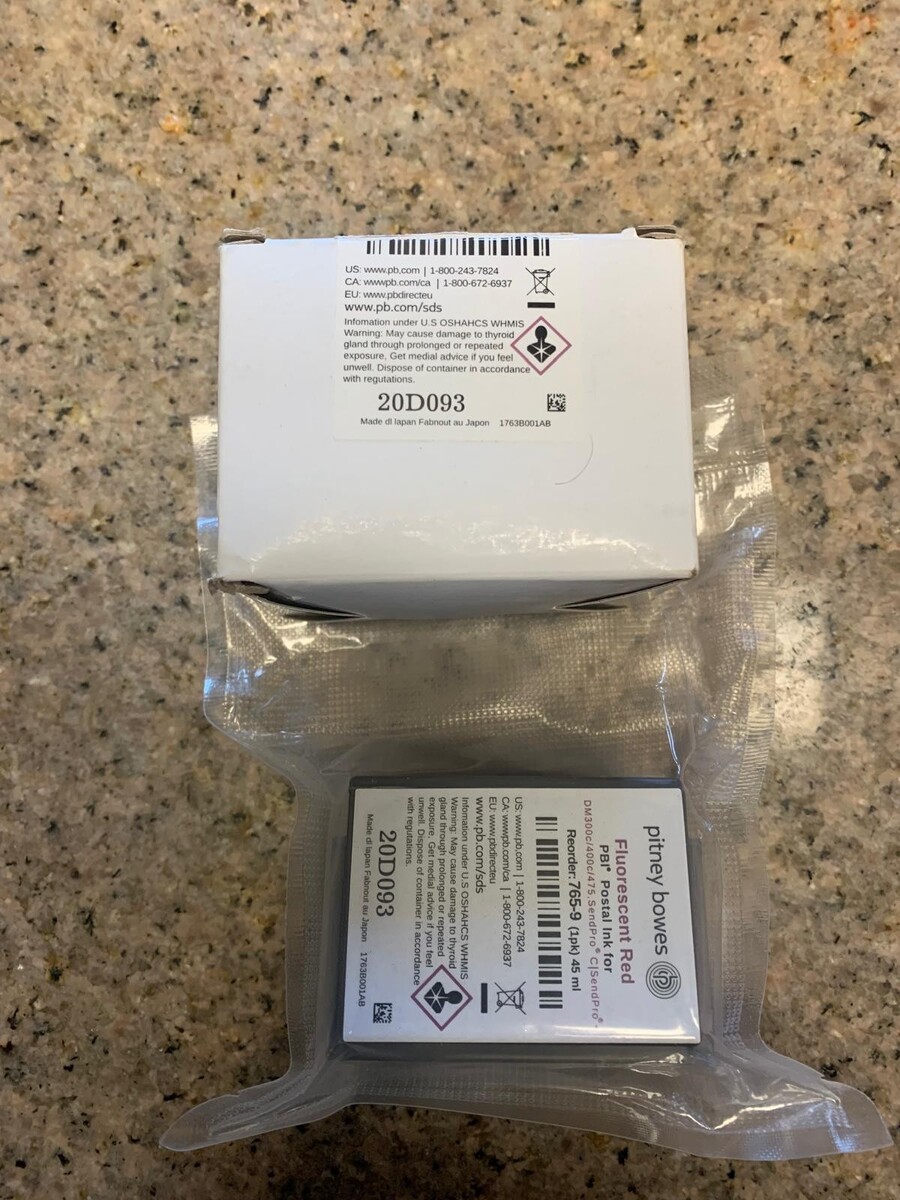 US: www.pb.com | 1-800-243-7824
CA: wwwpb.com/ca | 1-800-672-6937
EU: www.pbdirecteu
www.pb.com/sds
Infomation under U.S OSHAHCS WHMIS
Warning: May cause damage to thyroid
gland through prolonged or repeated
exposure, Get medial advice if you feel
unwell. Dispose of container in accordance
with regutations.
20D093
Made dl lapan Fabnout au Japon 1763B001AB
pitney bowes
Fluorescent Red
PBI® Postal Ink for
DM300c/400c/475.SendPro® C|SendPro®
Reorder: 765-9 (1pk) 45 ml
US: www.pb.com | 1-800-243-7824
CA: wwwpb.com/ca | 1-800-672-6937
EU: www.pbdirecteu
www.pb.com/sds
Infomation under U.S OSHAHCS WHMIS
Warning: May cause damage to thyroid
gland through prolonged or repeated
exposure, Get medial advice if you feel
unwell. Dispose of container in accordance
with regutations.
20D093
Made dl lapan Fabnout au Japon 1763B001AB